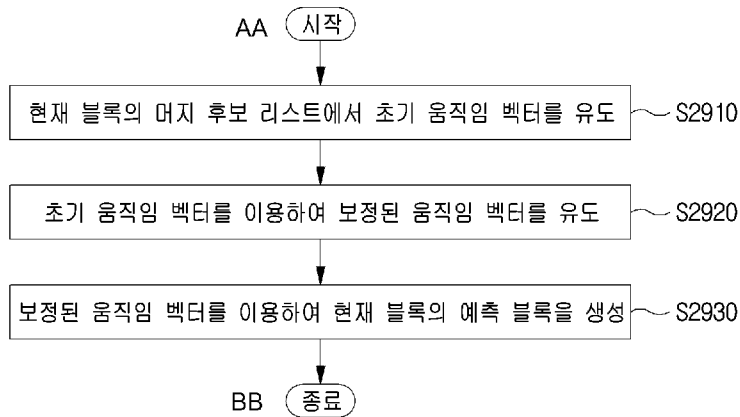 AA 시작
현재 블록의 머지 후보 리스트에서 초기 움직임 벡터를 유도 S2910
초기 움직임 벡터를 이용하여 보정된 움직임 벡터를 유도 S2920
보정된 움직임 벡터를 이용하여 현재 블록의 예측 블록을 생성 S2930
BB 종료